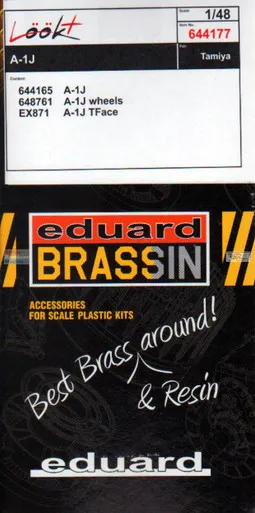 Löökt
Scale
1/48
Item No.
644177
A-1J
For
Tamiya
Content
644165 A-1J
648761 A-1J wheels
EX871 A-1J TFace
eduard
BRASSIN
ACCESSORIES
FOR SCALE PLASTIC KITS
Best Brass around!
& Resin
eduard